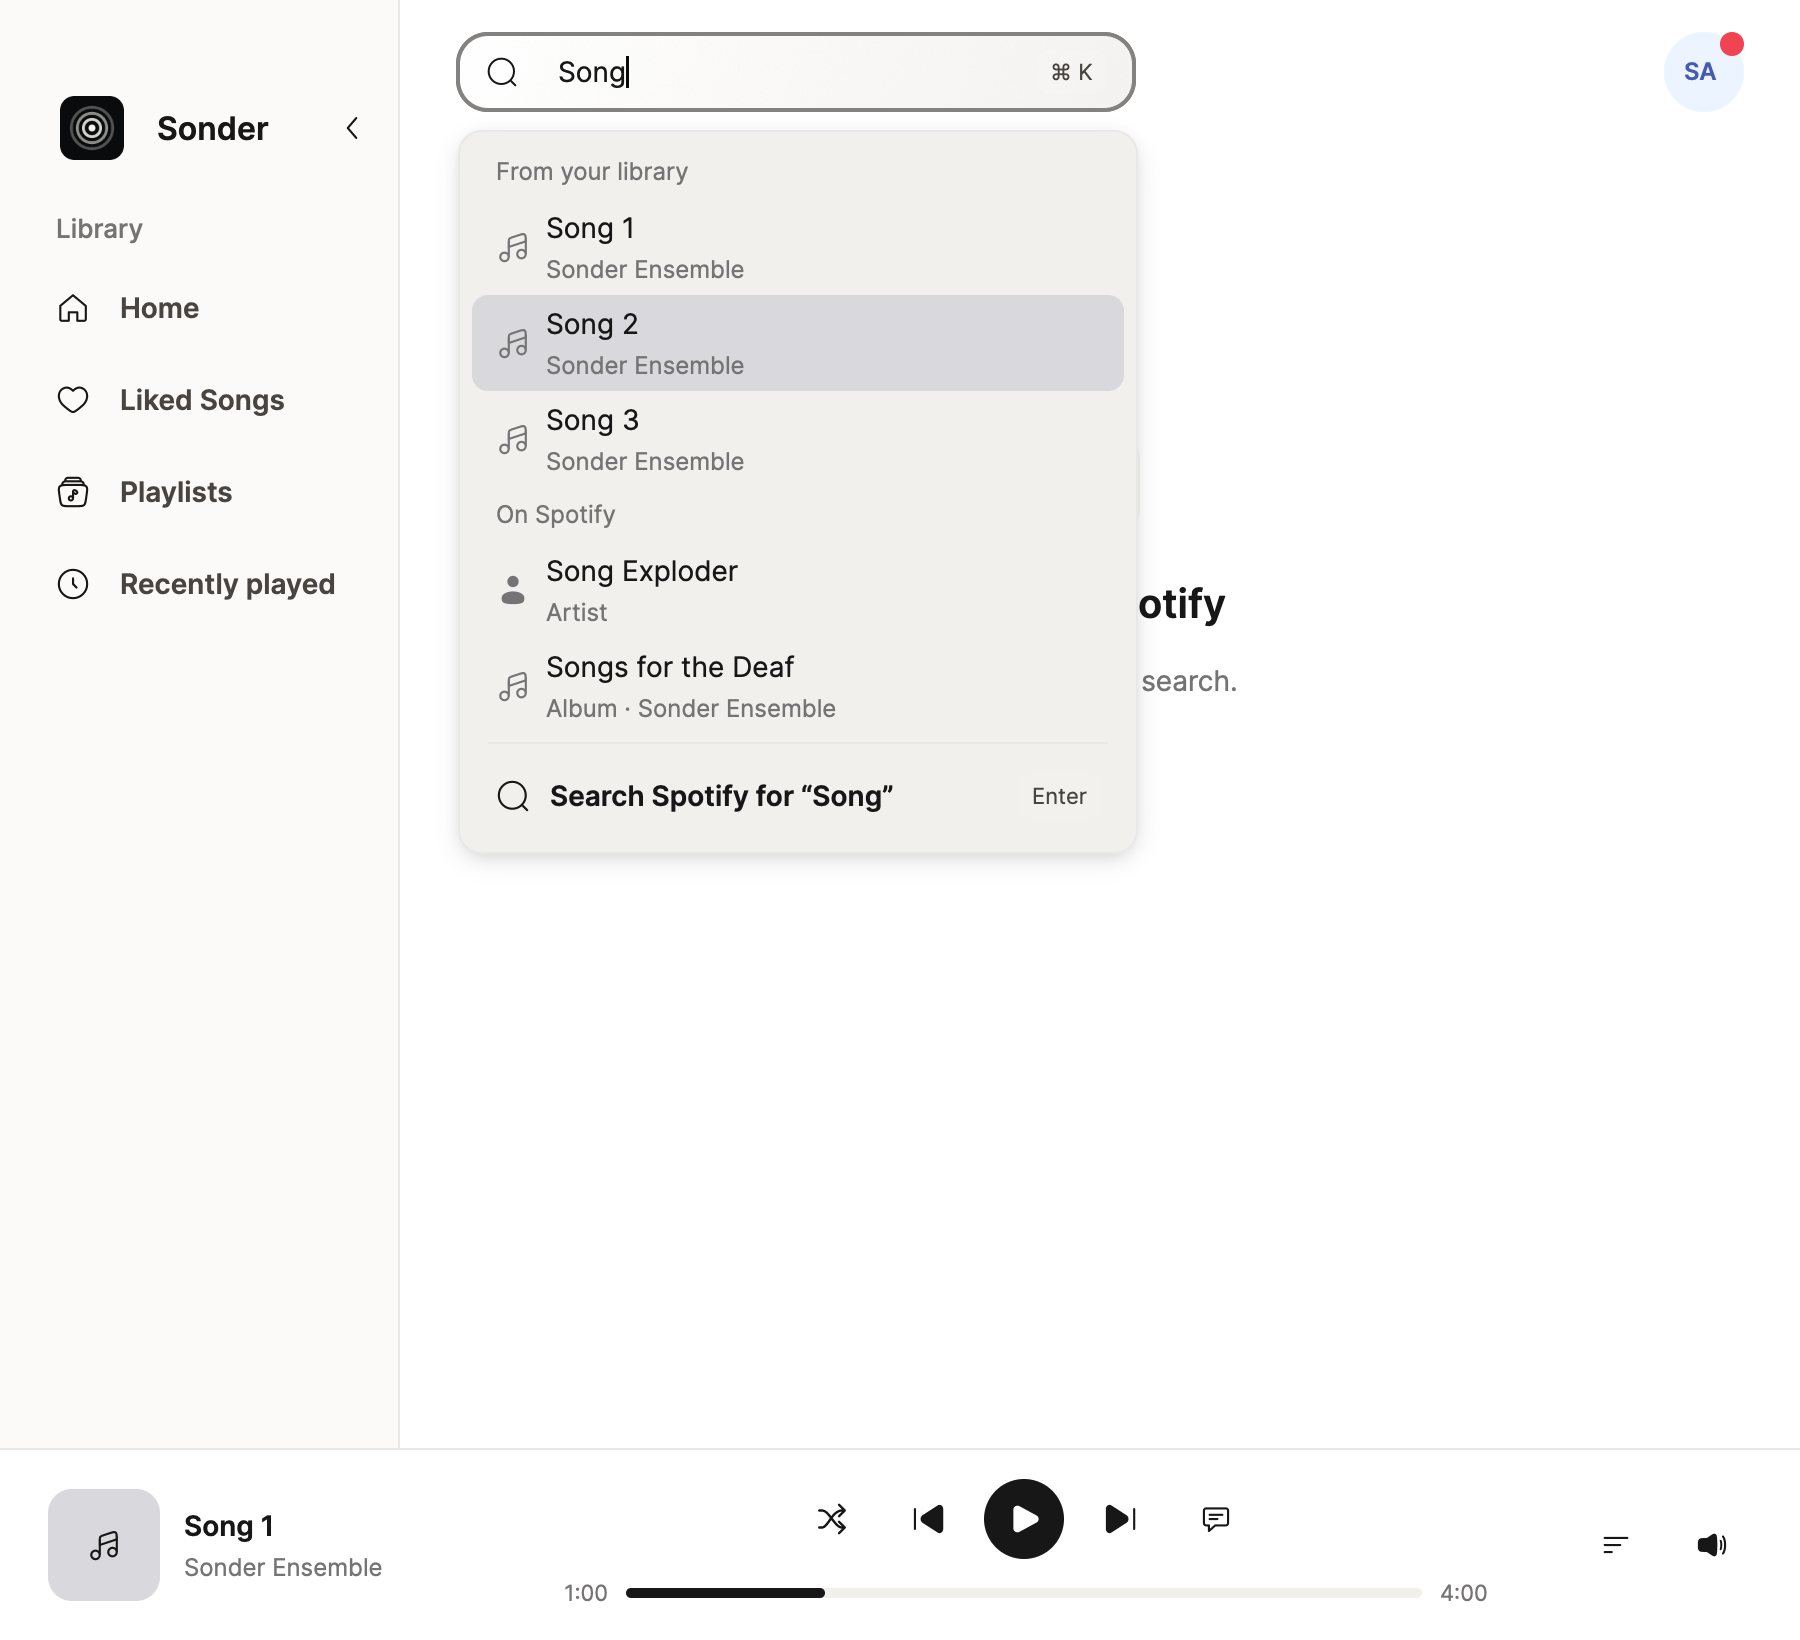 Song
⌘ K
SA
Sonder
Library
Home
Liked Songs
Playlists
Recently played
From your library
Song 1
Sonder Ensemble
Song 2
Sonder Ensemble
Song 3
Sonder Ensemble
On Spotify
Song Exploder
Artist
Songs for the Deaf
Album · Sonder Ensemble
Search Spotify for “Song”
Enter
otify
search.
Song 1
Sonder Ensemble
1:00
4:00